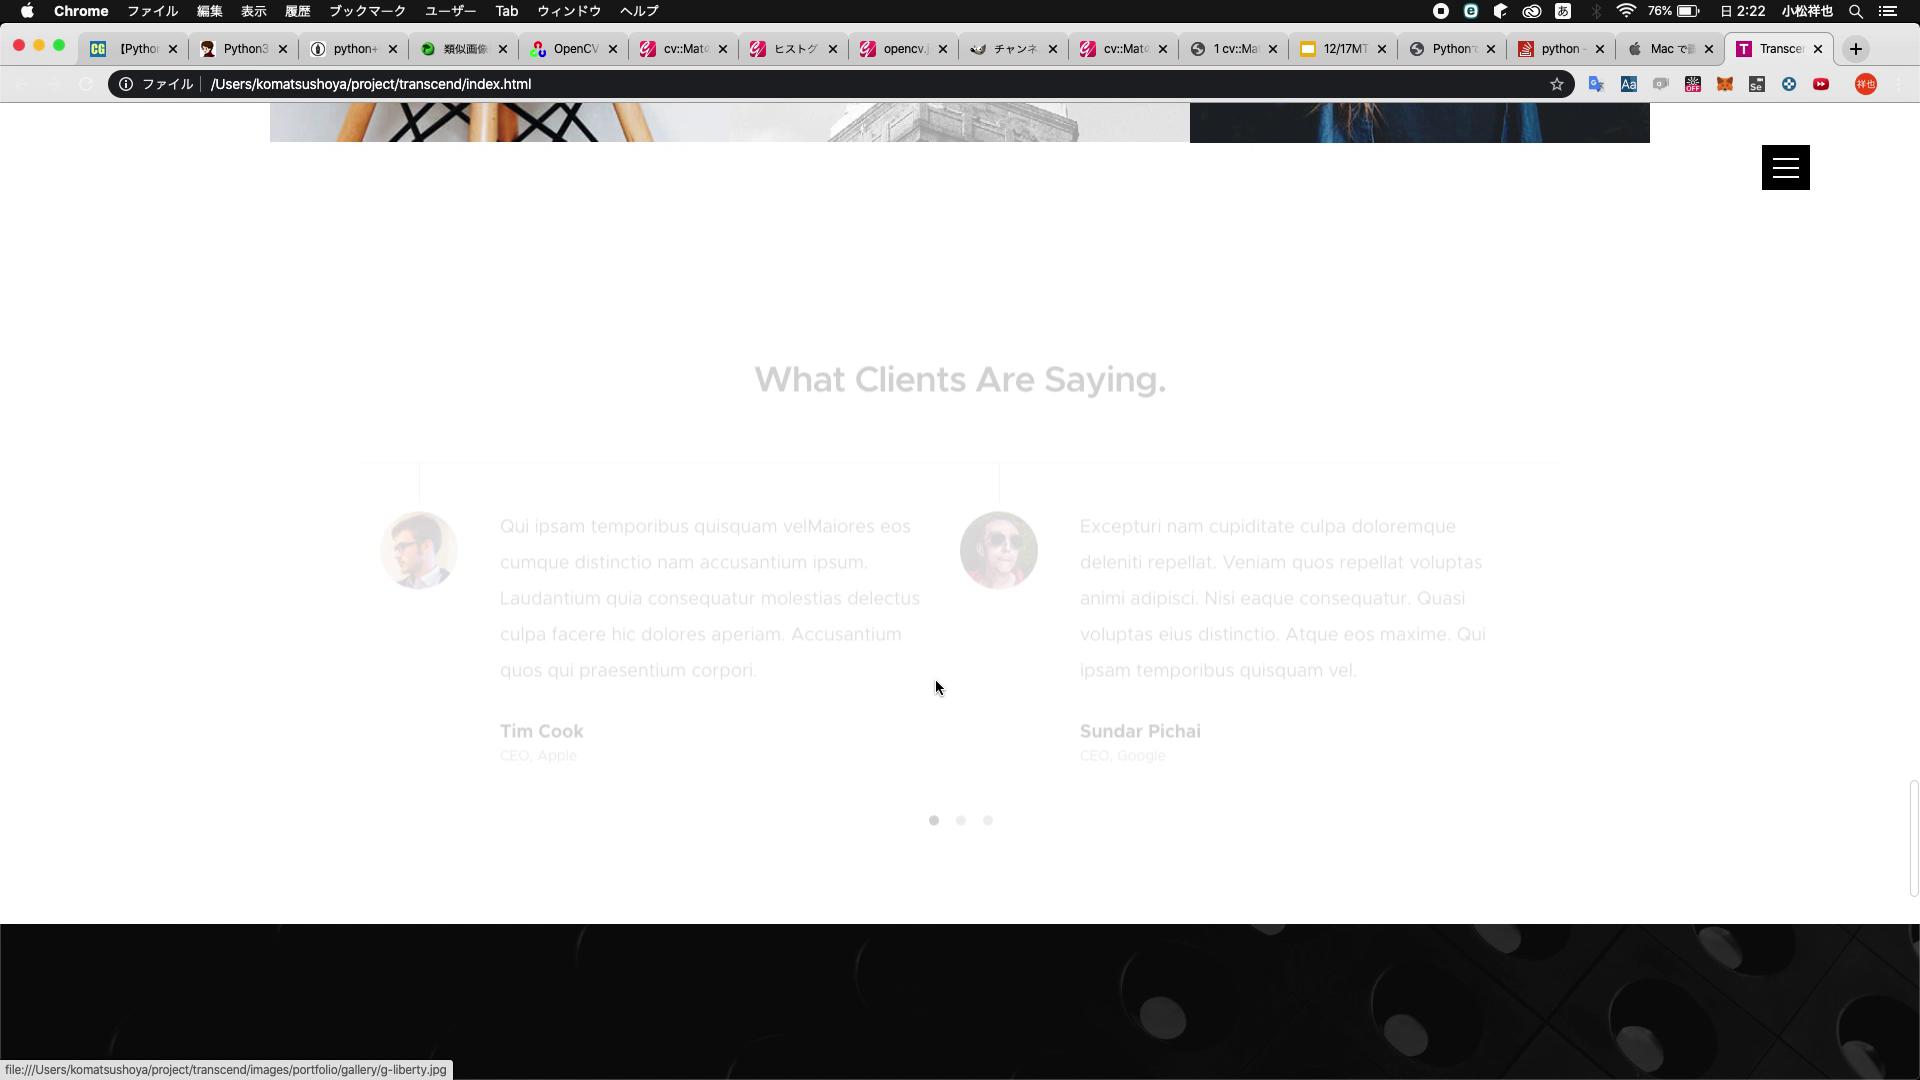 Chrome ファイル 編集 表示 履歴 ブックマーク ユーザー Tab ウィンドウ ヘルプ あ 76% 日 2:22 小松祥也
CG 【Pytho Python3 python+ 類似画像 OpenCV cv::Mat ヒストグ opencv. チャンネ cv::Mat 1 cv::Ma 12/17MT Python python - Mac で Transce
ファイル /Users/komatsushoya/project/transcend/index.html Aa OFF Se 祥也
What Clients Are Saying.
Qui ipsam temporibus quisquam velMaiores eos
cumque distinctio nam accusantium ipsum.
Laudantium quia consequatur molestias delectus
culpa facere hic dolores aperiam. Accusantium
quos qui praesentium corpori.
Tim Cook
CEO, Apple
Excepturi nam cupiditate culpa doloremque
deleniti repellat. Veniam quos repellat voluptas
animi adipisci. Nisi eaque consequatur. Quasi
voluptas eius distinctio. Atque eos maxime. Qui
ipsam temporibus quisquam vel.
Sundar Pichai
CEO, Google
file:///Users/komatsushoya/project/transcend/images/portfolio/gallery/g-liberty.jpg